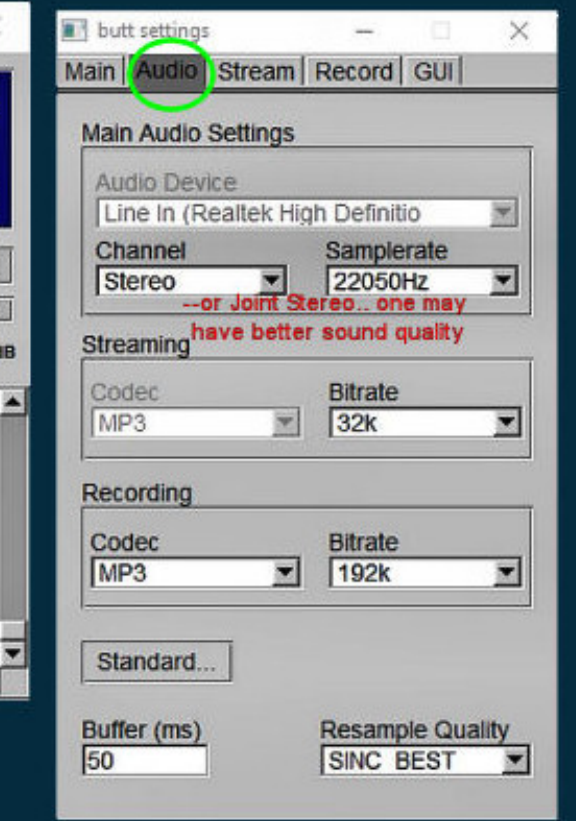 butt settings
Main Audio Stream Record GUI
Main Audio Settings
Audio Device
Line In (Realtek High Definitio
Channel Samplerate
Stereo 22050Hz
--or Joint Stereo.. one may
have better sound quality
Streaming
Codec Bitrate
MP3 32k
Recording
Codec Bitrate
MP3 192k
Standard...
Buffer (ms) Resample Quality
50 SINC BEST